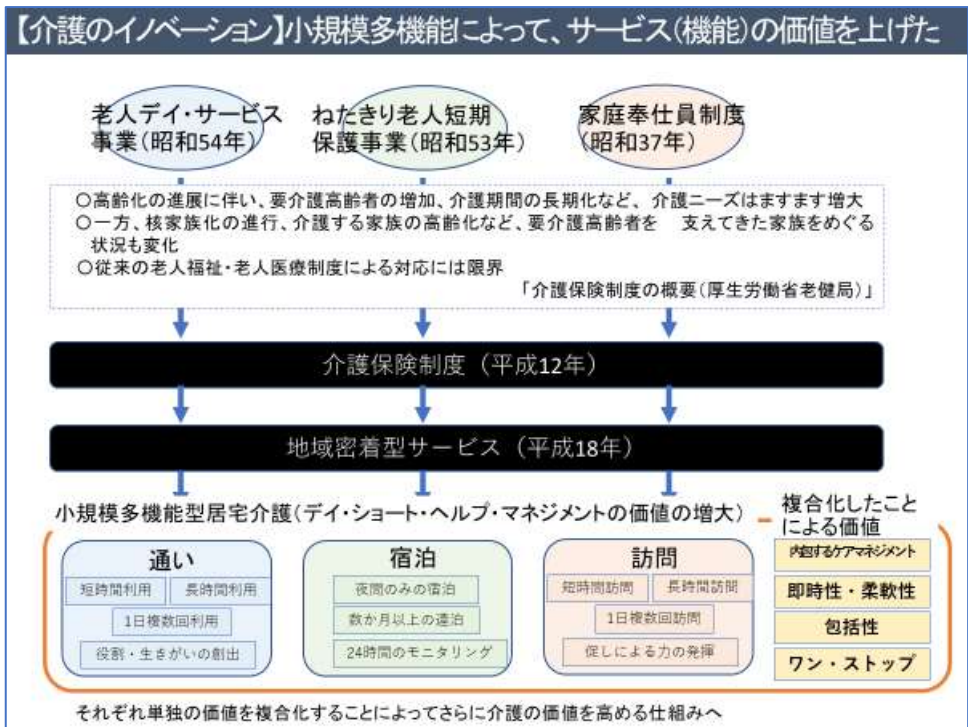 【介護のイノベーション】小規模多機能によって、サービス(機能)の価値を上げた
老人デイ・サービス
事業(昭和54年)
ねたきり老人短期
保護事業(昭和53年)
家庭奉仕員制度
(昭和37年)
○高齢化の進展に伴い、要介護高齢者の増加、介護期間の長期化など、介護ニーズはますます増大
○一方、核家族化の進行、介護する家族の高齢化など、要介護高齢者を 支えてきた家族をめぐる
状況も変化
○従来の老人福祉・老人医療制度による対応には限界
「介護保険制度の概要(厚生労働省老健局)」
介護保険制度（平成12年）
地域密着型サービス（平成18年）
小規模多機能型居宅介護(デイ・ショート・ヘルプ・マネジメントの価値の増大)
通い
短時間利用
長時間利用
1日複数回利用
役割・生きがいの創出
宿泊
夜間のみの宿泊
数か月以上の連泊
24時間のモニタリング
訪問
短時間訪問
長時間訪問
1日複数回訪問
促しによる力の発揮
複合化したこと
による価値
内包するケアマネジメント
即時性・柔軟性
包括性
ワン・ストップ
それぞれ単独の価値を複合化することによってさらに介護の価値を高める仕組みへ